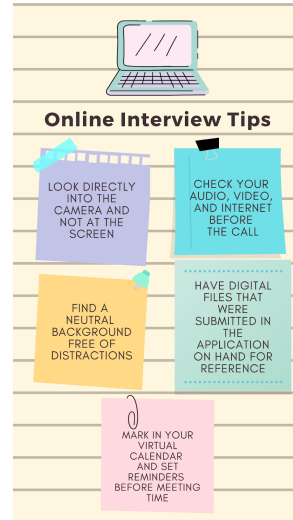 Online Interview Tips
LOOK DIRECTLY
INTO THE
CAMERA AND
NOT AT THE
SCREEN
CHECK YOUR
AUDIO, VIDEO,
AND INTERNET
BEFORE
THE CALL
FIND A
NEUTRAL
BACKGROUND
FREE OF
DISTRACTIONS
HAVE DIGITAL
FILES THAT
WERE
SUBMITTED IN
THE
APPLICATION
ON HAND FOR
REFERENCE
MARK IN YOUR
VIRTUAL
CALENDAR
AND SET
REMINDERS
BEFORE MEETING
TIME